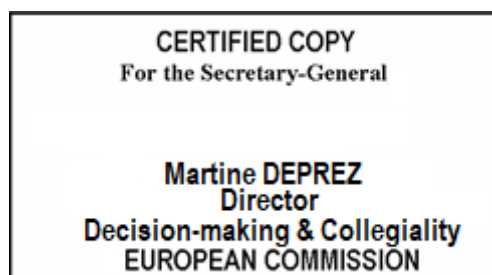 CERTIFIED COPY
For the Secretary-General
Martine DEPREZ
Director
Decision-making & Collegiality
EUROPEAN COMMISSION